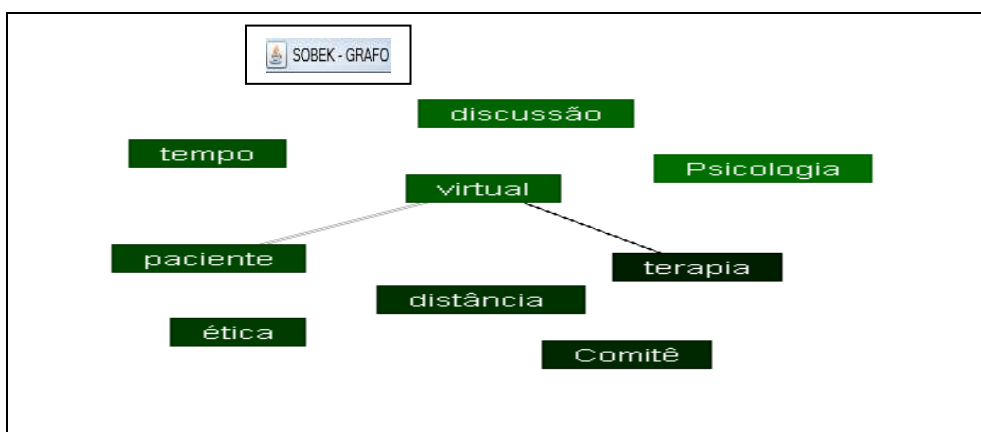 SOBEK - GRAFO
discussão
tempo
Psicologia
virtual
paciente
terapia
distância
ética
Comitê